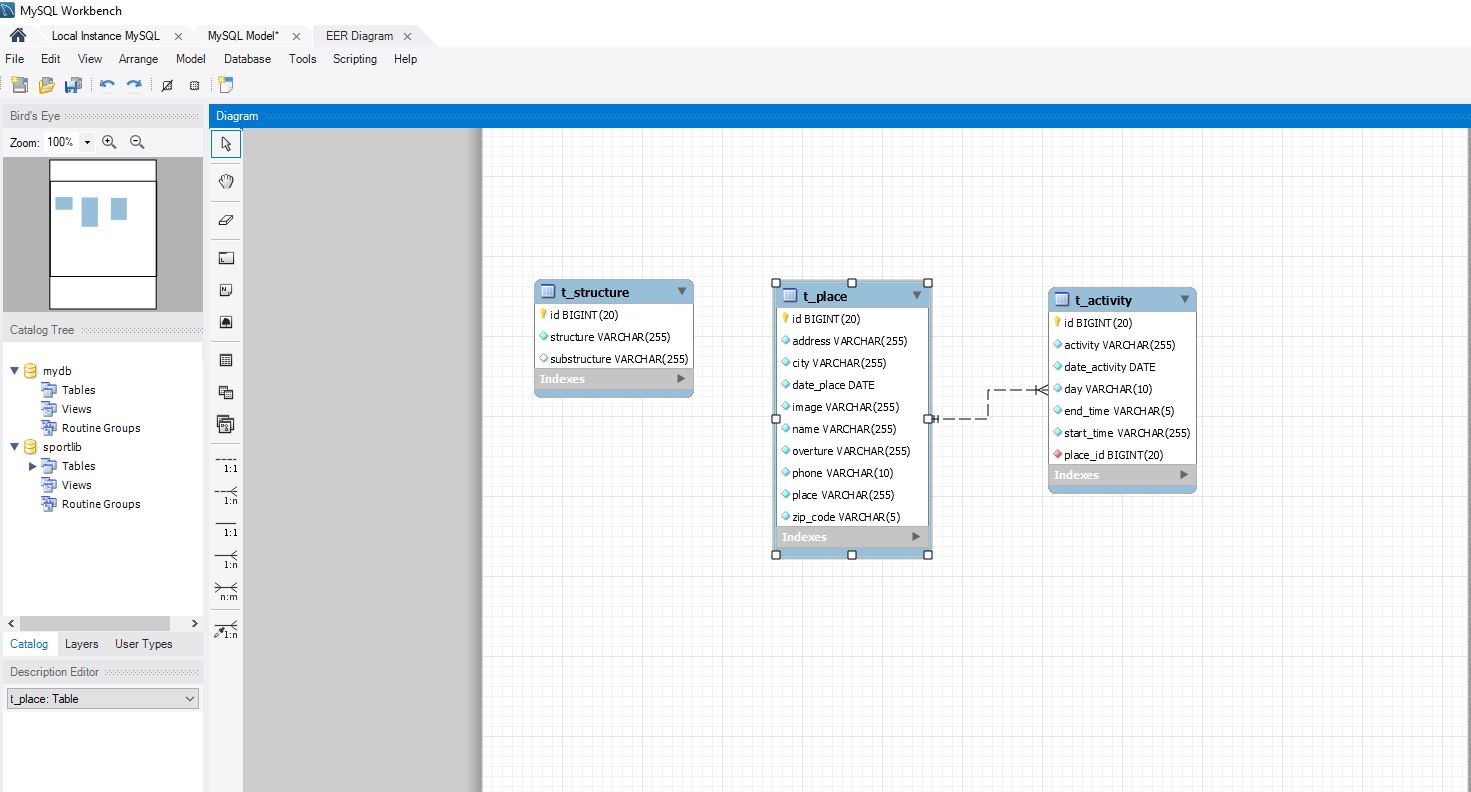 MySQL Workbench
Local Instance MySQL
MySQL Model*
EER Diagram
File Edit View Arrange Model Database Tools Scripting Help
Bird's Eye
Zoom: 100%
Catalog Tree
mydb
Tables
Views
Routine Groups
sportlib
Tables
Views
Routine Groups
Catalog Layers User Types
Description Editor
t_place: Table
Diagram
1:1
1:n
1:1
1:n
n:m
1:n
t_structure
id BIGINT(20)
structure VARCHAR(255)
substructure VARCHAR(255)
Indexes
t_place
id BIGINT(20)
address VARCHAR(255)
city VARCHAR(255)
date_place DATE
image VARCHAR(255)
name VARCHAR(255)
overture VARCHAR(255)
phone VARCHAR(10)
place VARCHAR(255)
zip_code VARCHAR(5)
Indexes
t_activity
id BIGINT(20)
activity VARCHAR(255)
date_activity DATE
day VARCHAR(10)
end_time VARCHAR(5)
start_time VARCHAR(255)
place_id BIGINT(20)
Indexes